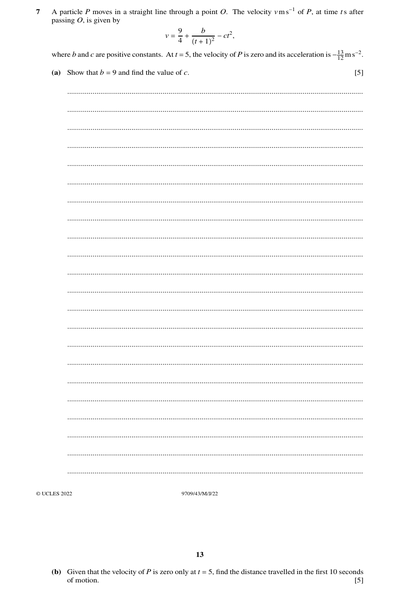 7 A particle P moves in a straight line through a point O. The velocity v m s⁻¹ of P, at time t s after
passing O, is given by
v = 9/4 + b/(t + 1)² − ct²,
where b and c are positive constants. At t = 5, the velocity of P is zero and its acceleration is −13/12 m s⁻².
(a) Show that b = 9 and find the value of c. [5]
© UCLES 2022 9709/43/M/J/22
13
(b) Given that the velocity of P is zero only at t = 5, find the distance travelled in the first 10 seconds
of motion. [5]